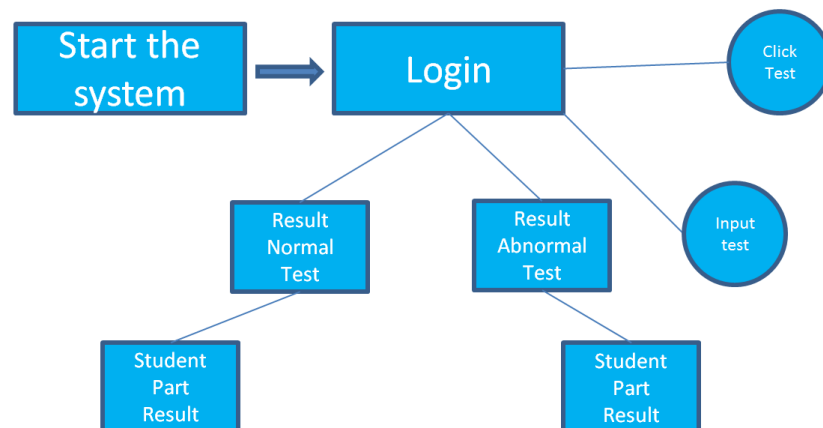 Start the
system
Login
Click
Test
Result
Normal
Test
Result
Abnormal
Test
Input
test
Student
Part
Result
Student
Part
Result